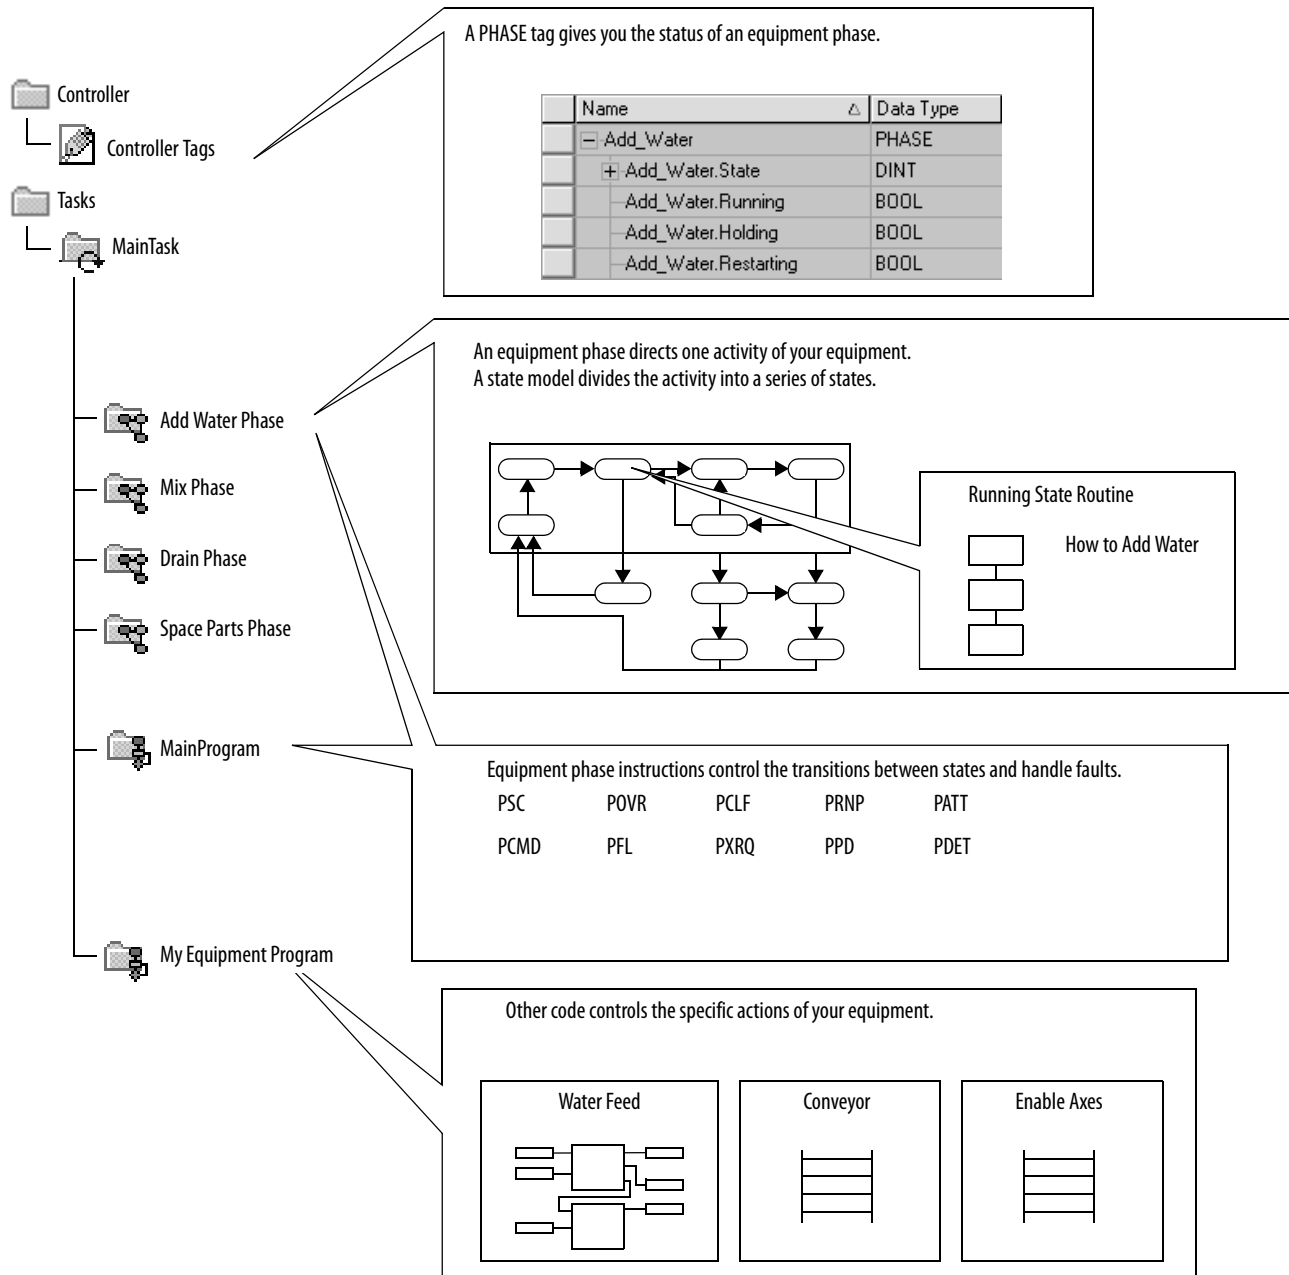 A PHASE tag gives you the status of an equipment phase.
Controller
Controller Tags
Tasks
MainTask
Name Data Type
Add_Water PHASE
Add_Water.State DINT
Add_Water.Running BOOL
Add_Water.Holding BOOL
Add_Water.Restarting BOOL
An equipment phase directs one activity of your equipment.
A state model divides the activity into a series of states.
Add Water Phase
Mix Phase
Drain Phase
Space Parts Phase
Running State Routine
How to Add Water
MainProgram
Equipment phase instructions control the transitions between states and handle faults.
PSC POVR PCLF PRNP PATT
PCMD PFL PXRQ PPD PDET
My Equipment Program
Other code controls the specific actions of your equipment.
Water Feed
Conveyor
Enable Axes